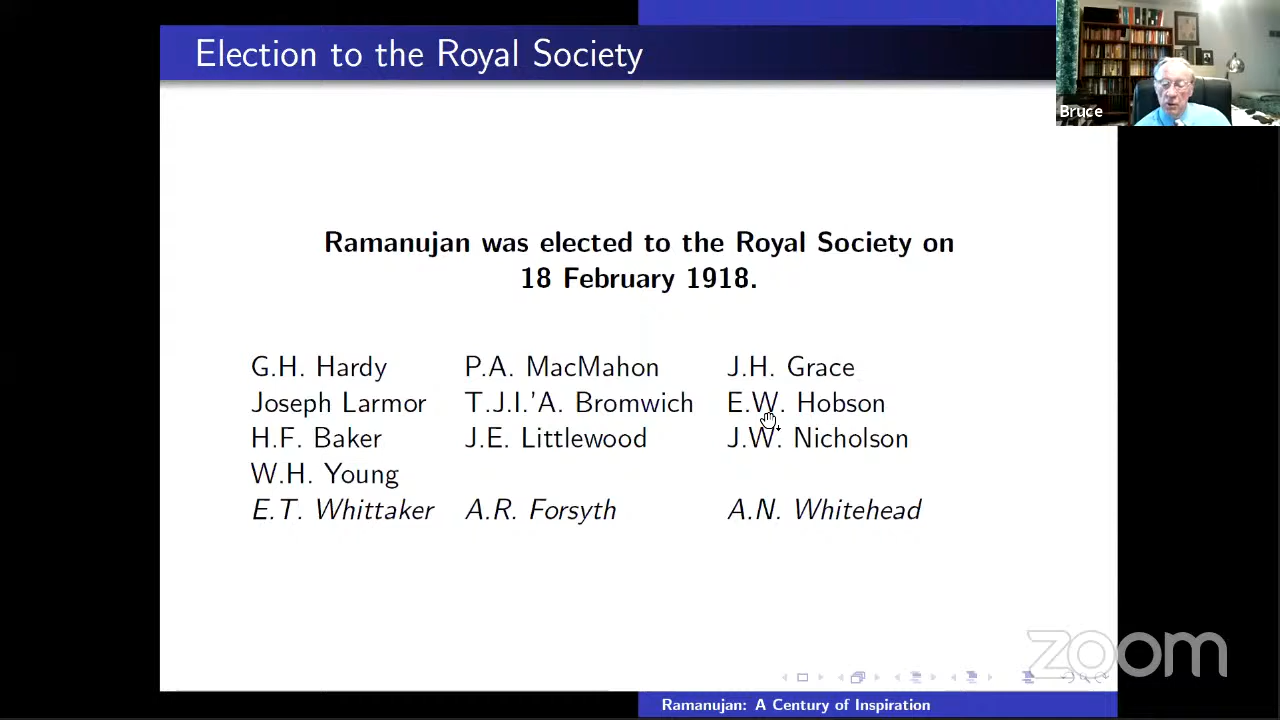 Election to the Royal Society
Bruce
Ramanujan was elected to the Royal Society on
18 February 1918.
G.H. Hardy P.A. MacMahon J.H. Grace
Joseph Larmor T.J.I.'A. Bromwich E.W. Hobson
H.F. Baker J.E. Littlewood J.W. Nicholson
W.H. Young
E.T. Whittaker A.R. Forsyth A.N. Whitehead
zoom
Ramanujan: A Century of Inspiration